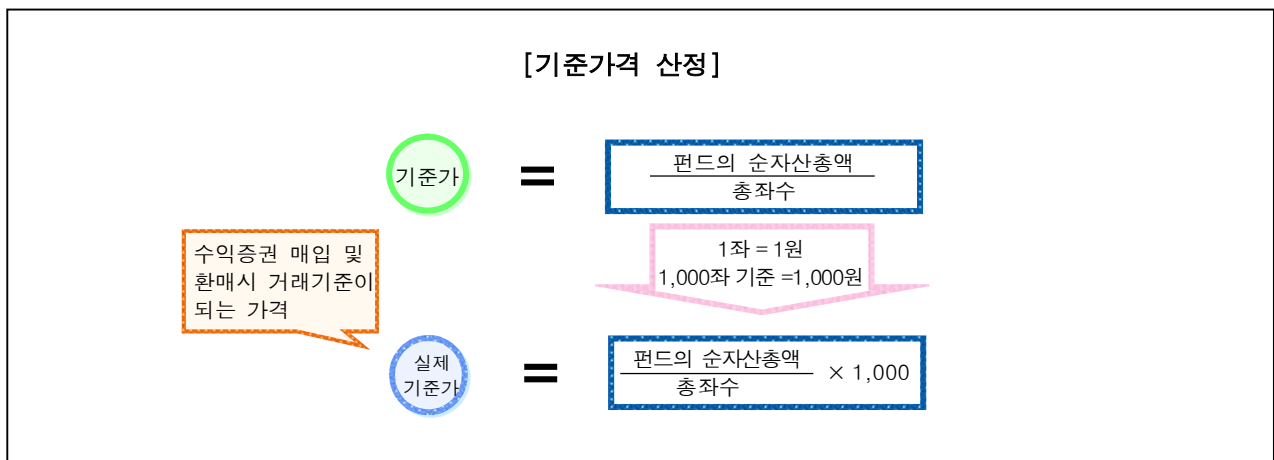 [기준가격 산정]
기준가
=
펀드의 순자산총액
총좌수
수익증권 매입 및
환매시 거래기준이
되는 가격
1좌 = 1원
1,000좌 기준 =1,000원
실제
기준가
=
펀드의 순자산총액
총좌수
× 1,000